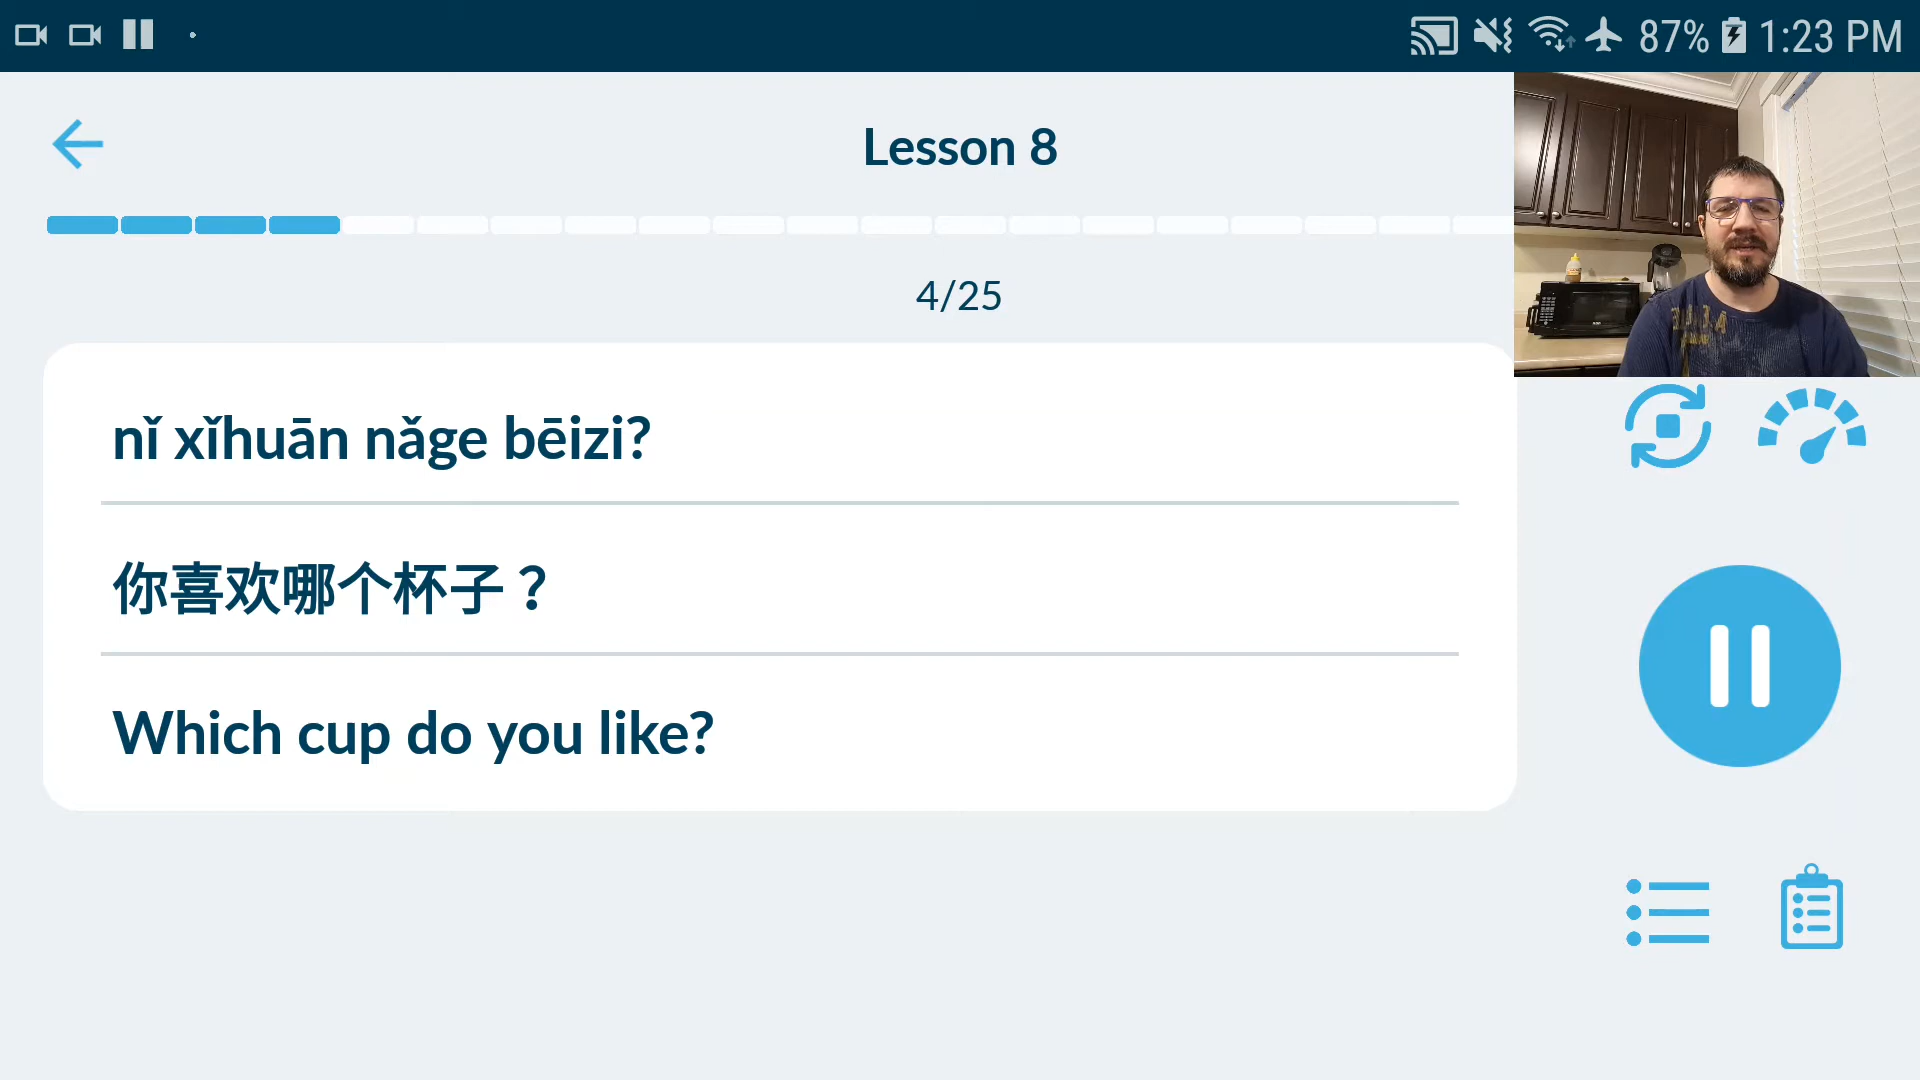 87% 1:23 PM
Lesson 8
4/25
nǐ xǐhuān nǎge bēizi?
你喜欢哪个杯子？
Which cup do you like?